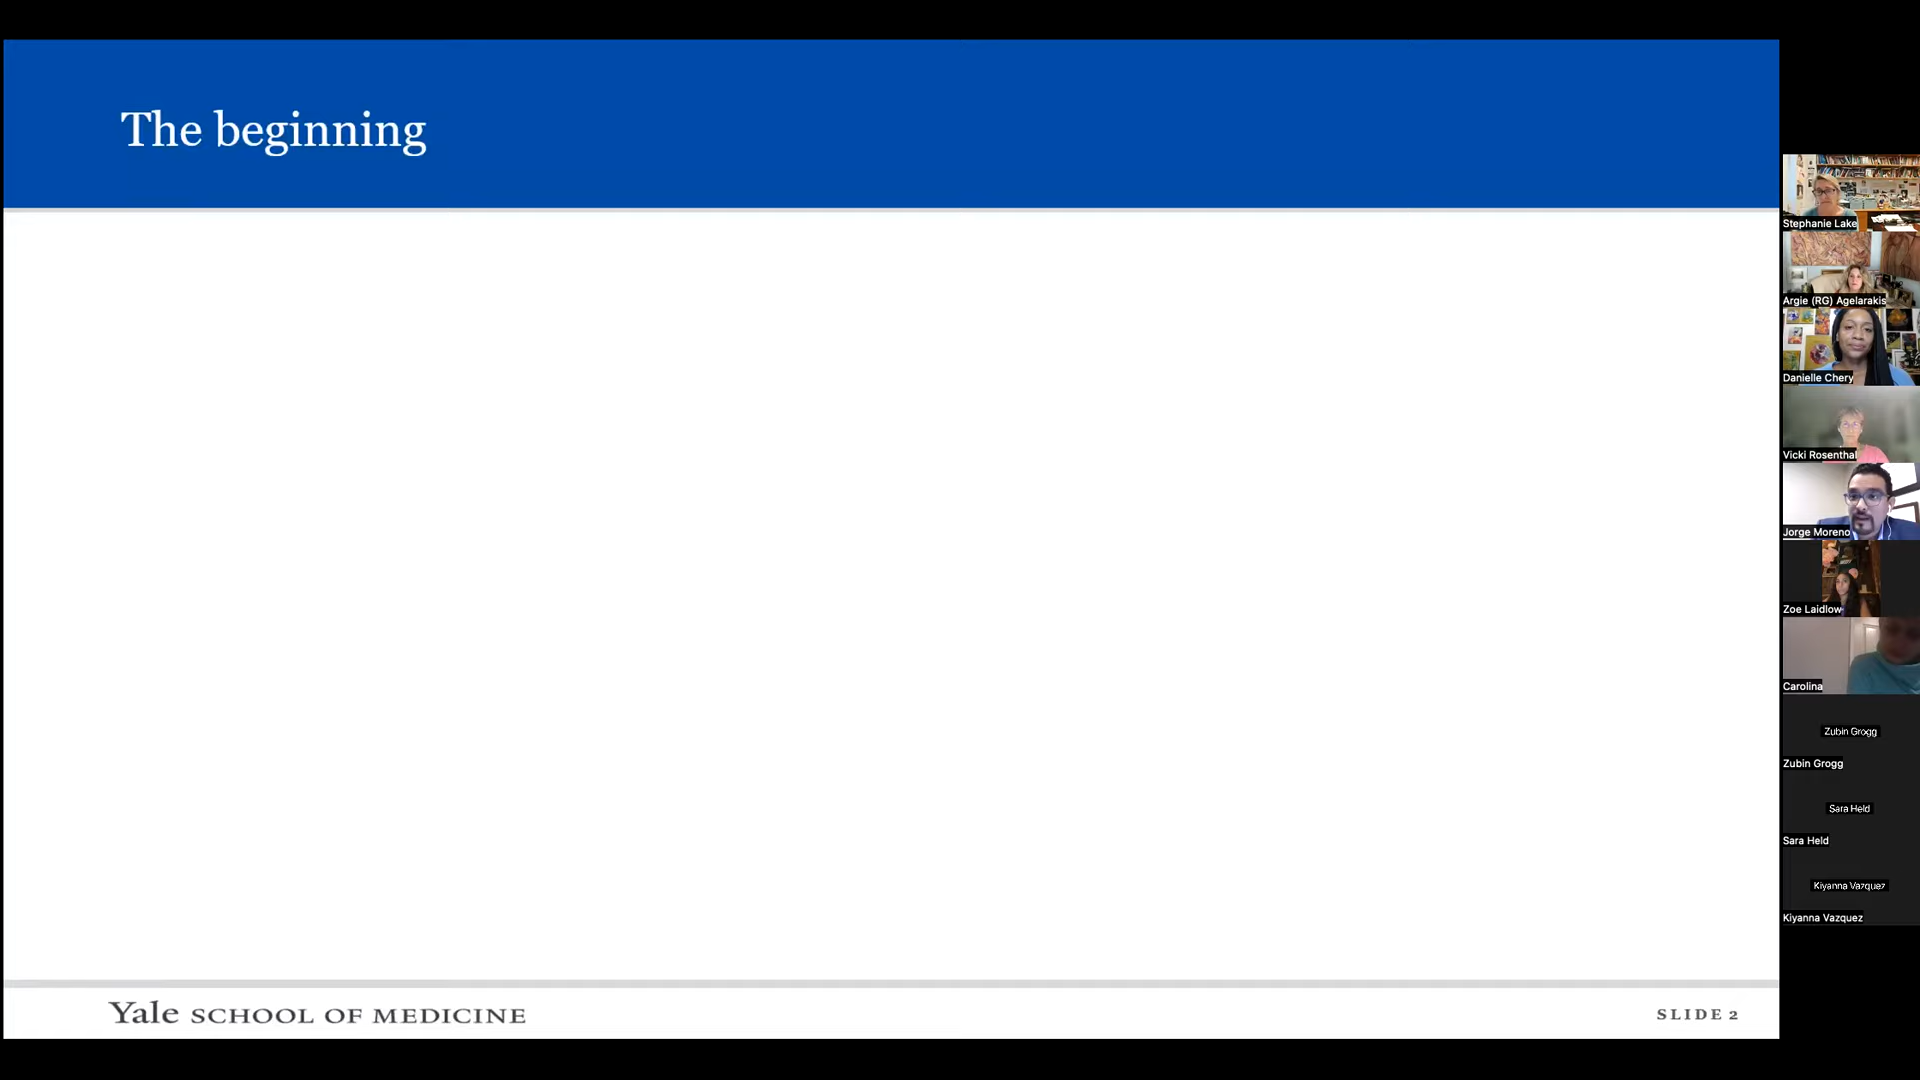 The beginning
Stephanie Lake
Argie (RG) Agelarakis
Danielle Chery
Vicki Rosenthal
Jorge Moreno
Zoe Laidlow
Carolina
Zubin Grogg
Zubin Grogg
Sara Held
Sara Held
Kiyanna Vazquez
Kiyanna Vazquez
Yale SCHOOL OF MEDICINE
SLIDE 2